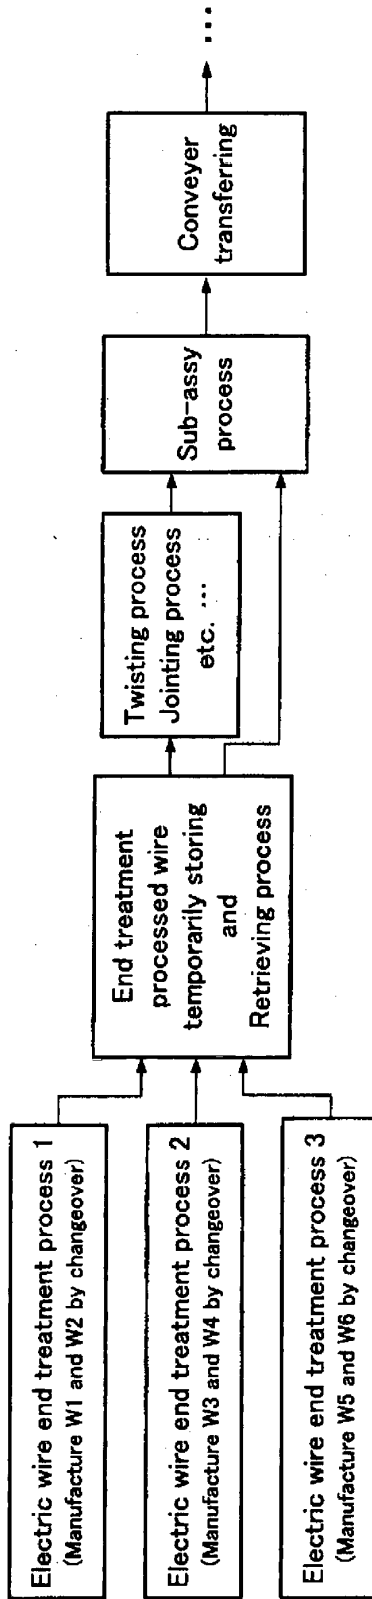 Electric wire end treatment process 1
(Manufacture W1 and W2 by changeover)
Electric wire end treatment process 2
(Manufacture W3 and W4 by changeover)
Electric wire end treatment process 3
(Manufacture W5 and W6 by changeover)
End treatment
processed wire
temporarily storing
and
Retrieving process
Twisting process
Jointing process
etc. ･･･
Sub-assy
process
Conveyer
transferring
･･･